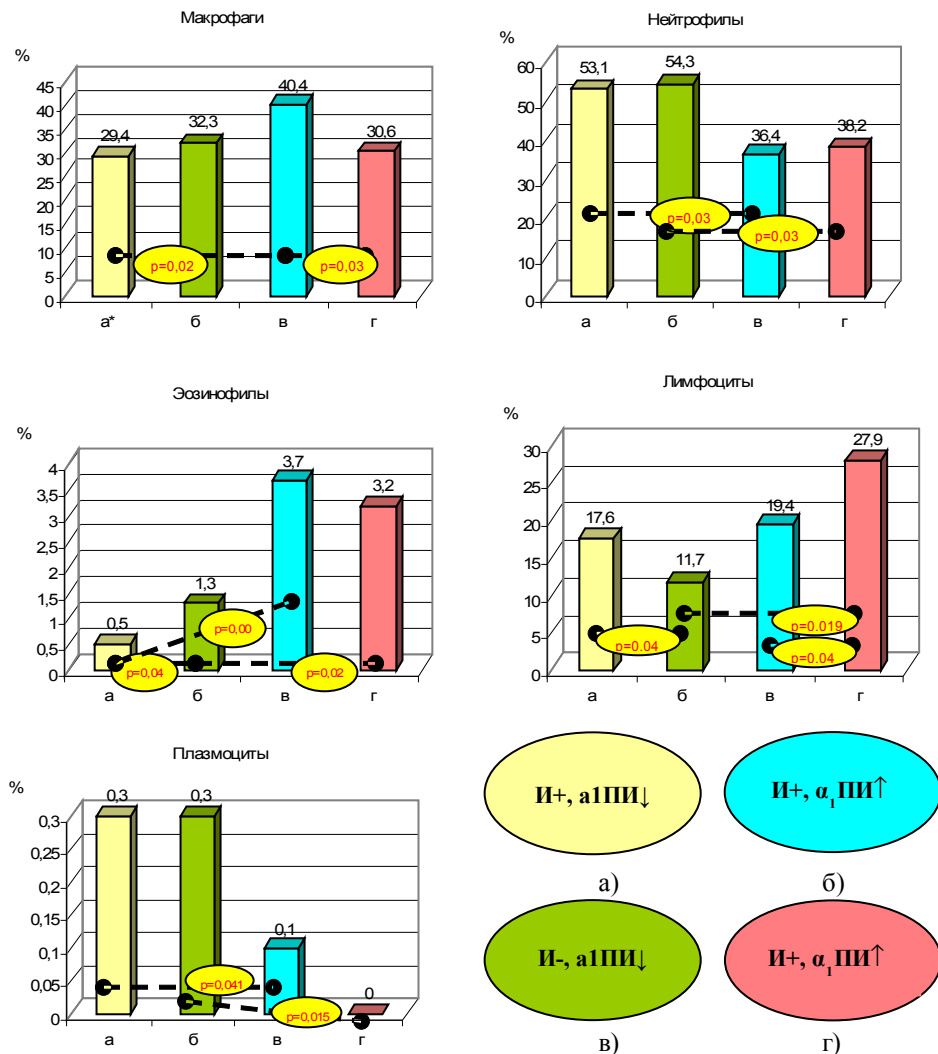 Макрофаги
%
45
40
35
30
25
20
15
10
5
0
29,4
32,3
40,4
30,6
p=0,02
p=0,03
а*
б
в
г
Нейтрофилы
%
60
50
40
30
20
10
0
53,1
54,3
36,4
38,2
p=0,03
p=0,03
а
б
в
г
Эозинофилы
%
4
3,5
3
2,5
2
1,5
1
0,5
0
0,5
1,3
3,7
3,2
p=0,00
p=0,04
p=0,02
а
б
в
г
Лимфоциты
%
30
25
20
15
10
5
0
17,6
11,7
19,4
27,9
p=0.019
p=0.04
p=0.04
а
б
в
г
Плазмоциты
%
0,3
0,25
0,2
0,15
0,1
0,05
0
0,3
0,3
0,1
0
p=0,041
p=0,015
а
б
в
г
И+, а1ПИ↓
а)
И+, α₁ПИ↑
б)
И-, а1ПИ↓
в)
И+, α₁ПИ↑
г)